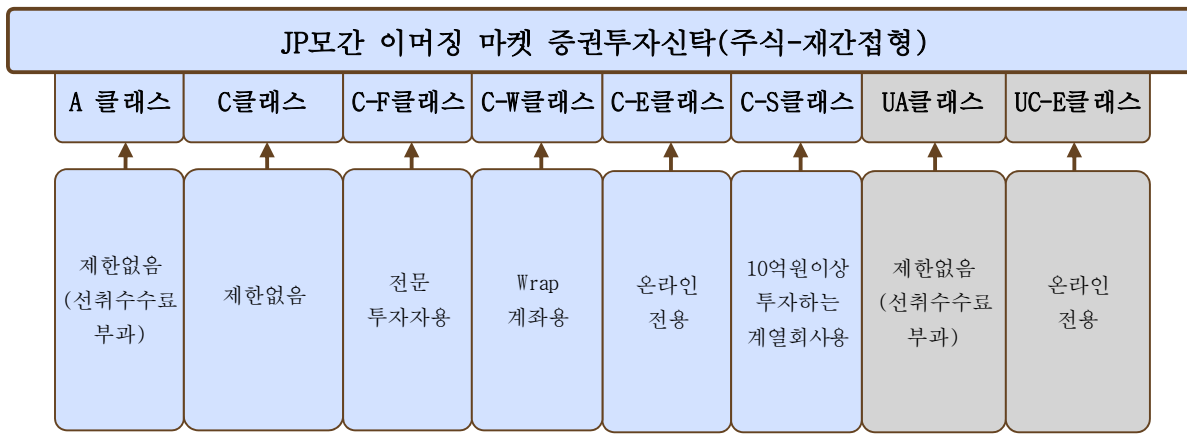 JP모간 이머징 마켓 증권투자신탁(주식-재간접형)
A 클래스
C클래스
C-F클래스
C-W클래스
C-E클래스
C-S클래스
UA클래스
UC-E클래스
제한없음
(선취수수료
부과)
제한없음
전문
투자자용
Wrap
계좌용
온라인
전용
10억원이상
투자하는
계열회사용
제한없음
(선취수수료
부과)
온라인
전용